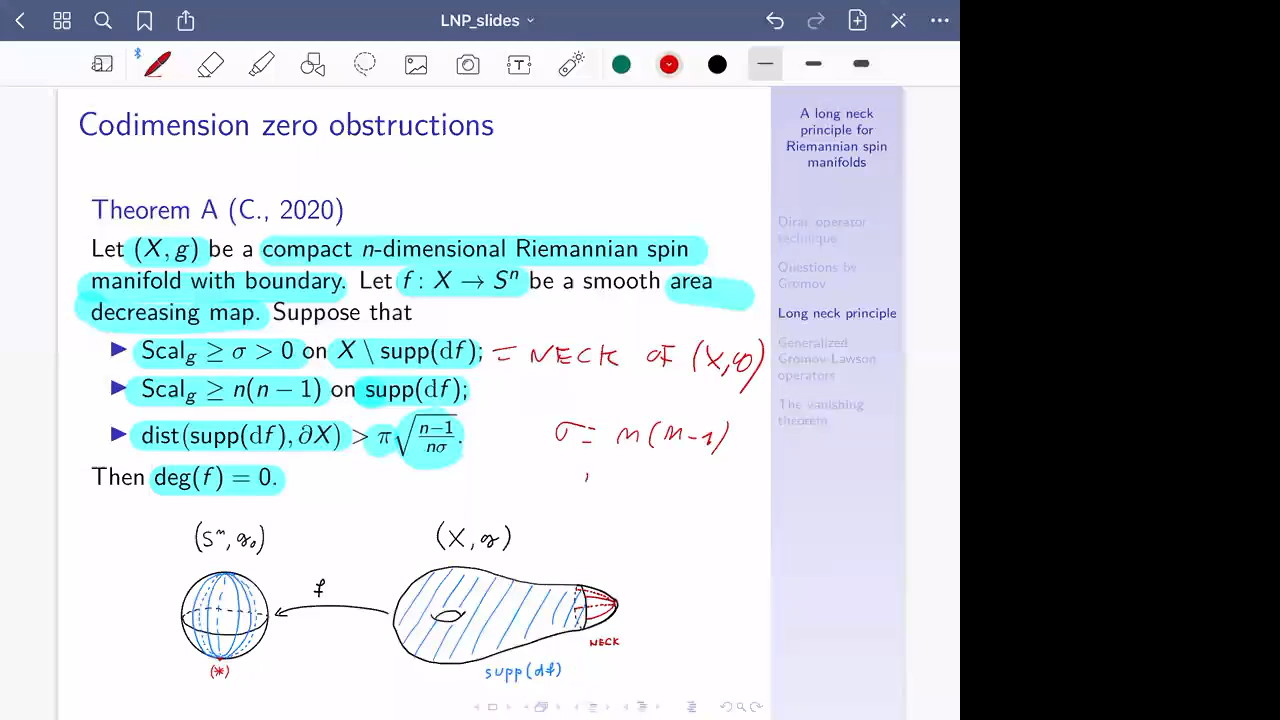 LNP_slides
Codimension zero obstructions
Theorem A (C., 2020)
Let (X, g) be a compact n-dimensional Riemannian spin
manifold with boundary. Let f : X → Sⁿ be a smooth area
decreasing map. Suppose that
▶ Scal_g ≥ σ > 0 on X \ supp(df); = NECK OF (X,g)
▶ Scal_g ≥ n(n − 1) on supp(df);
▶ dist(supp(df), ∂X) > π√((n−1)/(nσ)). σ = n(n-1)
Then deg(f) = 0.
(Sⁿ, g₀)
(X, g)
f
(*)
NECK
supp(df)
A long neck
principle for
Riemannian spin
manifolds
Dirac operator
technique
Questions by
Gromov
Long neck principle
Generalized
Gromov Lawson
operators
The vanishing
theorem